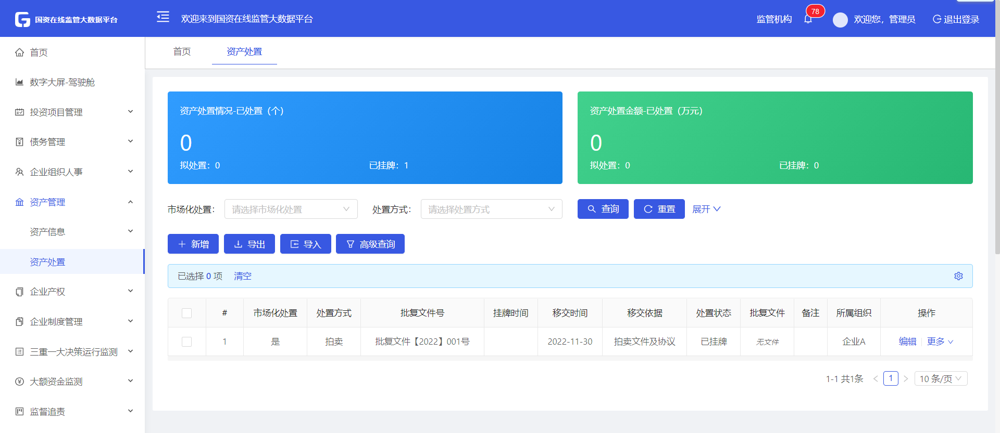 国资在线监管大数据平台
欢迎来到国资在线监管大数据平台
监管机构
78
欢迎您，管理员
退出登录
首页
数字大屏-驾驶舱
投资项目管理
债务管理
企业组织人事
资产管理
资产信息
资产处置
企业产权
企业制度管理
三重一大决策运行监测
大额资金监测
监督追责
首页 资产处置
资产处置情况-已处置（个）
0
拟处置：0 已挂牌：1
资产处置金额-已处置（万元）
0
拟处置：0 已挂牌：0
市场化处置： 请选择市场化处置 处置方式： 请选择处置方式 查询 重置 展开
新增 导出 导入 高级查询
已选择 0 项 清空
# 市场化处置 处置方式 批复文件号 挂牌时间 移交时间 移交依据 处置状态 批复文件 备注 所属组织 操作
1 是 拍卖 批复文件【2022】001号 2022-11-30 拍卖文件及协议 已挂牌 无文件 企业A 编辑 更多
1-1 共1条 < 1 > 10 条/页